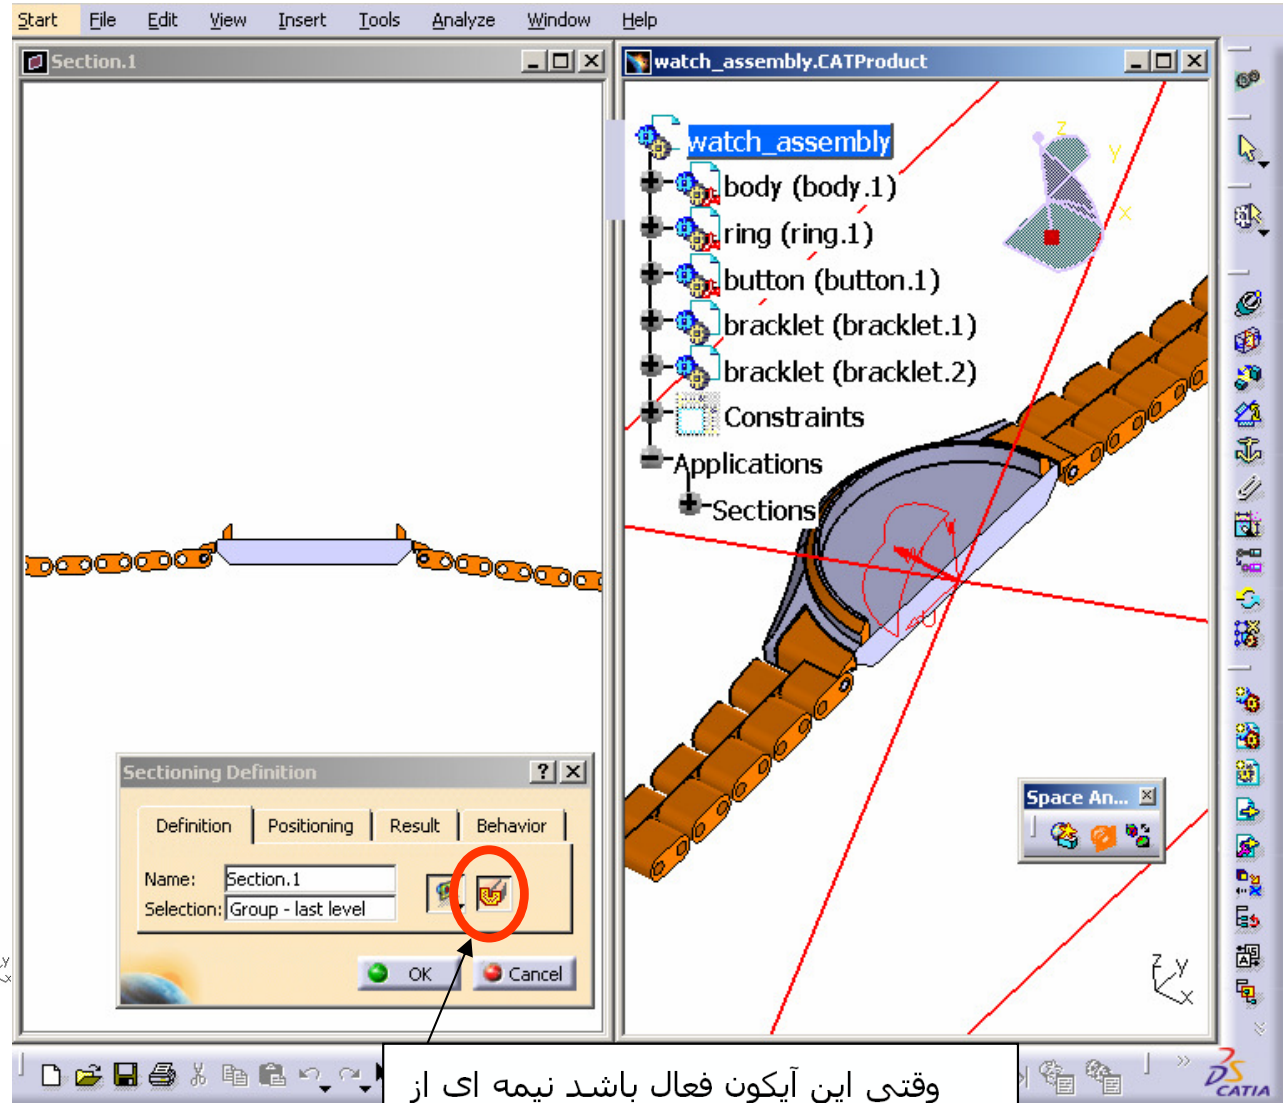 Start File Edit View Insert Tools Analyze Window Help
Section.1
watch_assembly.CATProduct
watch_assembly
body (body.1)
ring (ring.1)
button (button.1)
bracklet (bracklet.1)
bracklet (bracklet.2)
Constraints
Applications
Sections
z
y
x
U
Sectioning Definition
Definition Positioning Result Behavior
Name: Section.1
Selection: Group - last level
OK Cancel
Space An...
z y
x
y
x
CATIA
وقتی این آیکون فعال باشد نیمه ای از